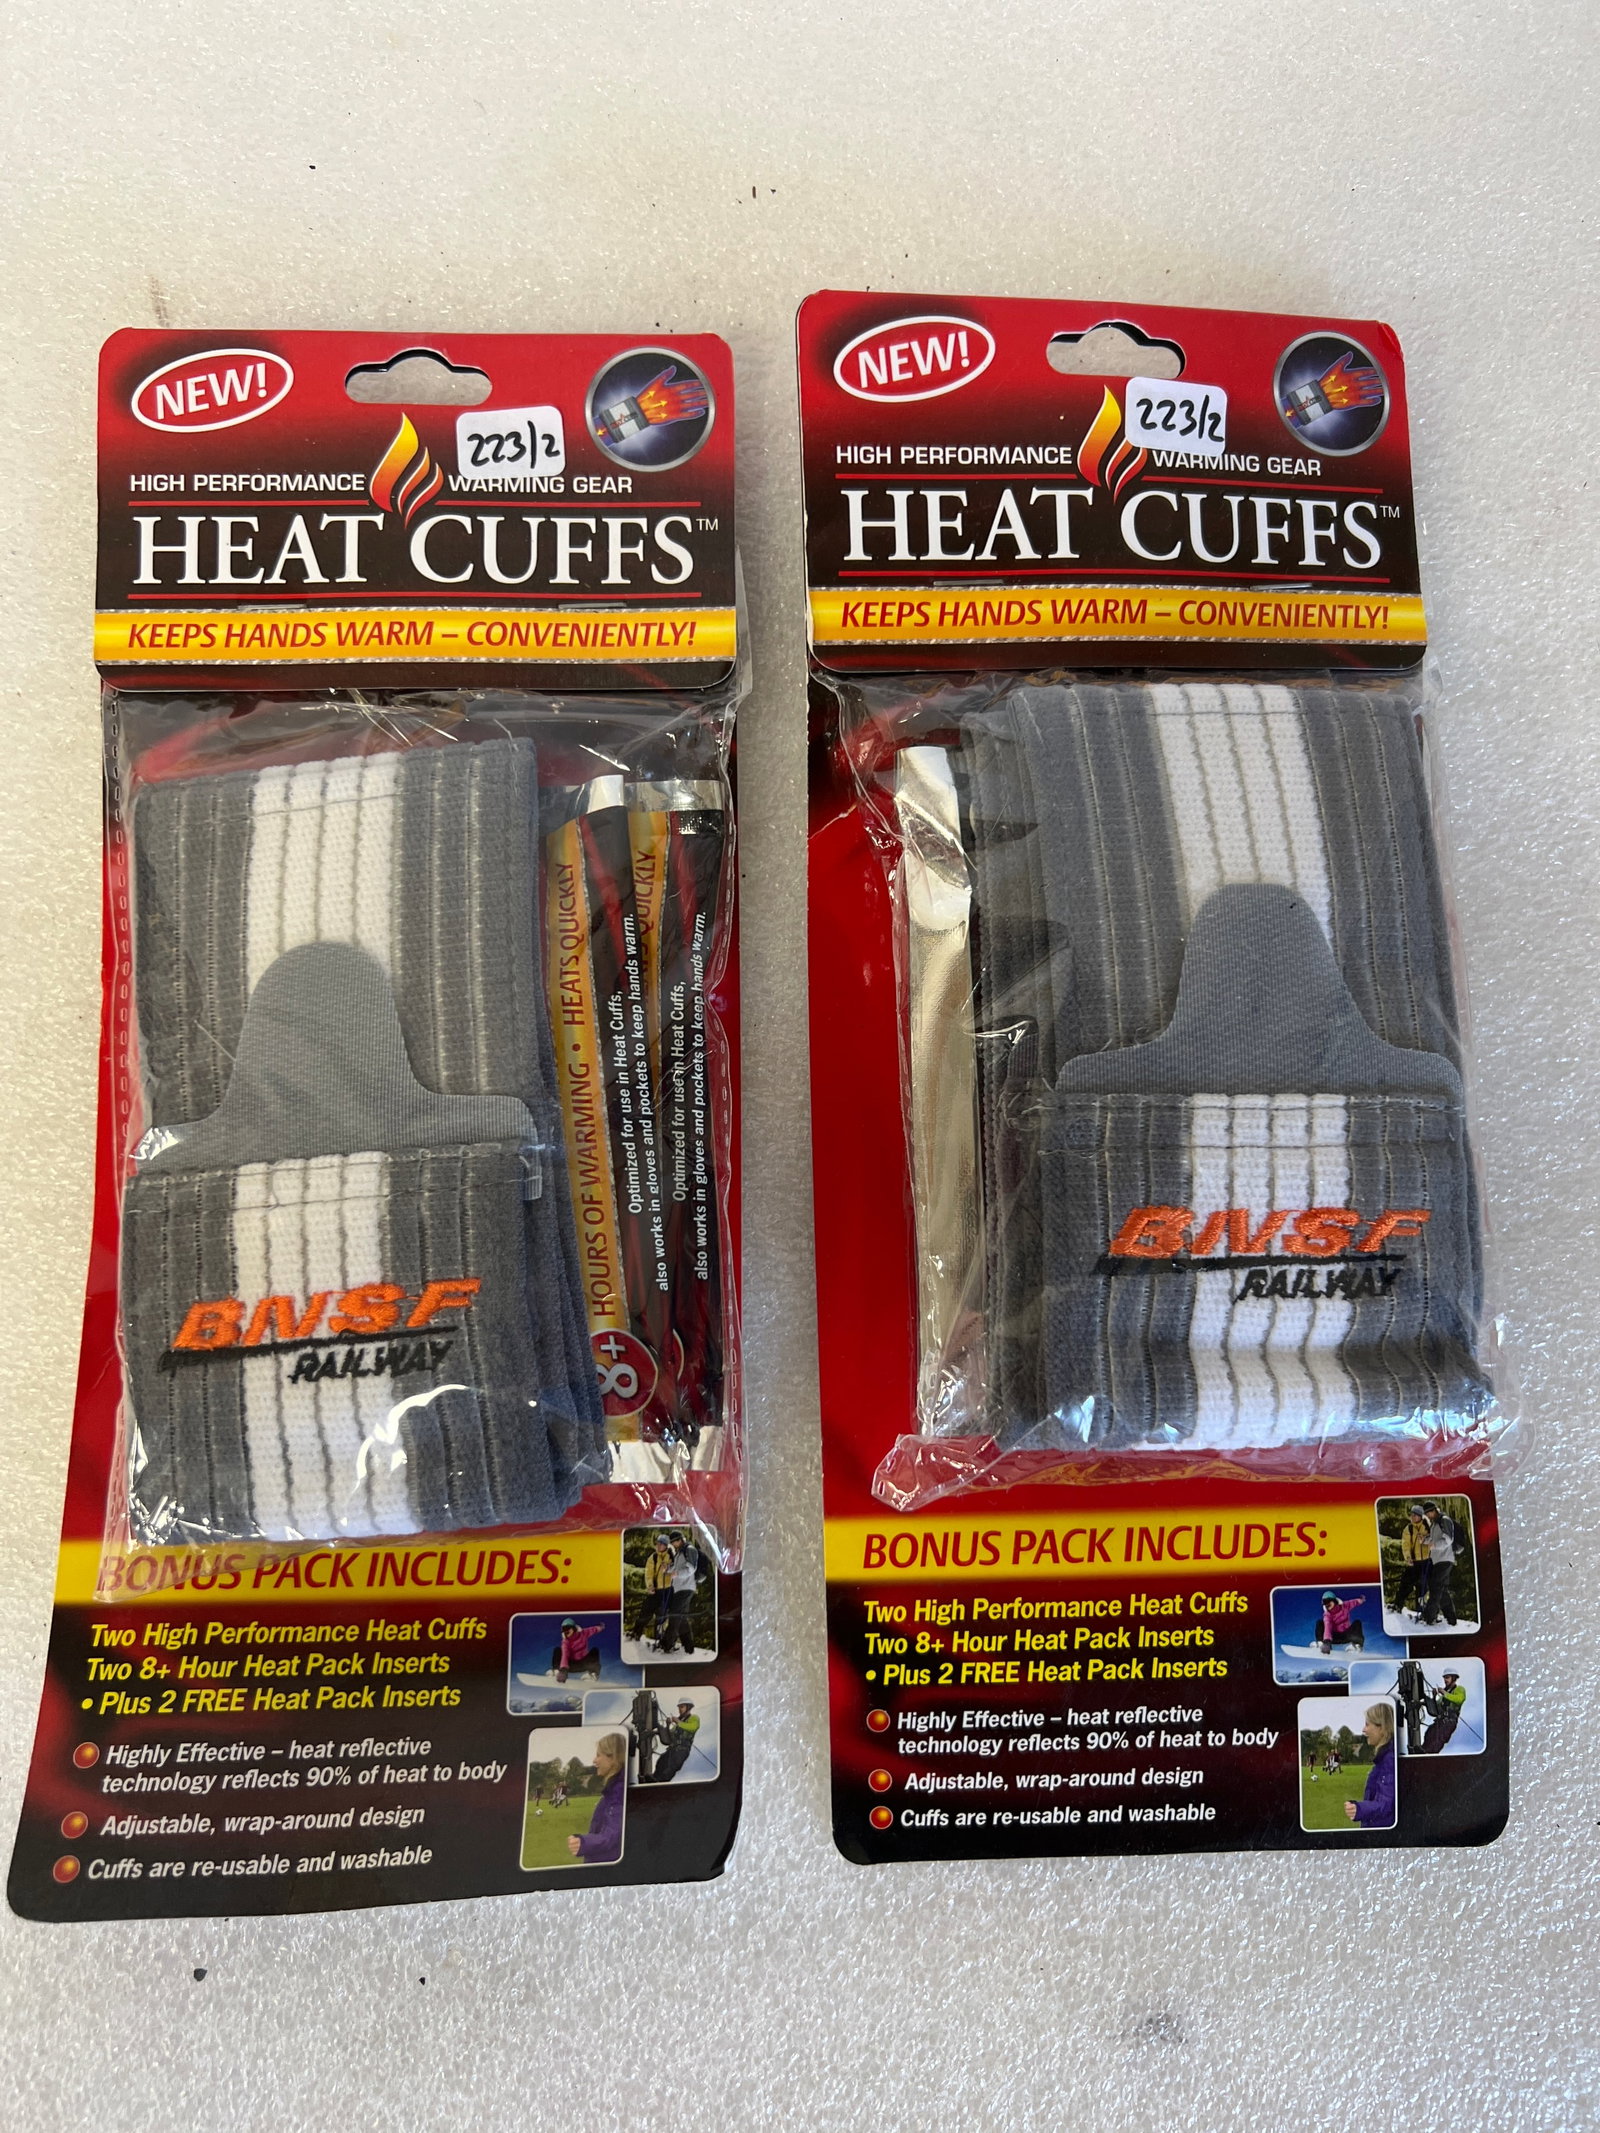 NEW!
223/2
HIGH PERFORMANCE WARMING GEAR
HEAT CUFFS™
KEEPS HANDS WARM – CONVENIENTLY!
8+ HOURS OF WARMING • HEATS QUICKLY
Optimized for use in Heat Cuffs,
also works in gloves and pockets to keep hands warm.
QUICKLY
Optimized for use in Heat Cuffs,
also works in gloves and pockets to keep hands warm.
BNSF
RAILWAY
BONUS PACK INCLUDES:
Two High Performance Heat Cuffs
Two 8+ Hour Heat Pack Inserts
• Plus 2 FREE Heat Pack Inserts
Highly Effective – heat reflective
technology reflects 90% of heat to body
Adjustable, wrap-around design
Cuffs are re-usable and washable
NEW!
223/2
HIGH PERFORMANCE WARMING GEAR
HEAT CUFFS™
KEEPS HANDS WARM – CONVENIENTLY!
BNSF
RAILWAY
BONUS PACK INCLUDES:
Two High Performance Heat Cuffs
Two 8+ Hour Heat Pack Inserts
• Plus 2 FREE Heat Pack Inserts
Highly Effective – heat reflective
technology reflects 90% of heat to body
Adjustable, wrap-around design
Cuffs are re-usable and washable